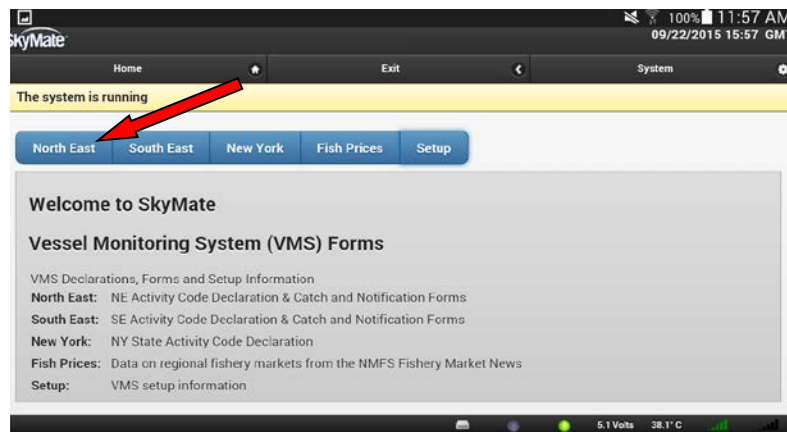 100% 11:57 AM
SkyMate
09/22/2015 15:57 GMT
Home Exit System
The system is running
North East South East New York Fish Prices Setup
Welcome to SkyMate
Vessel Monitoring System (VMS) Forms
VMS Declarations, Forms and Setup Information
North East: NE Activity Code Declaration & Catch and Notification Forms
South East: SE Activity Code Declaration & Catch and Notification Forms
New York: NY State Activity Code Declaration
Fish Prices: Data on regional fishery markets from the NMFS Fishery Market News
Setup: VMS setup information
5.1 Volts 38.1° C